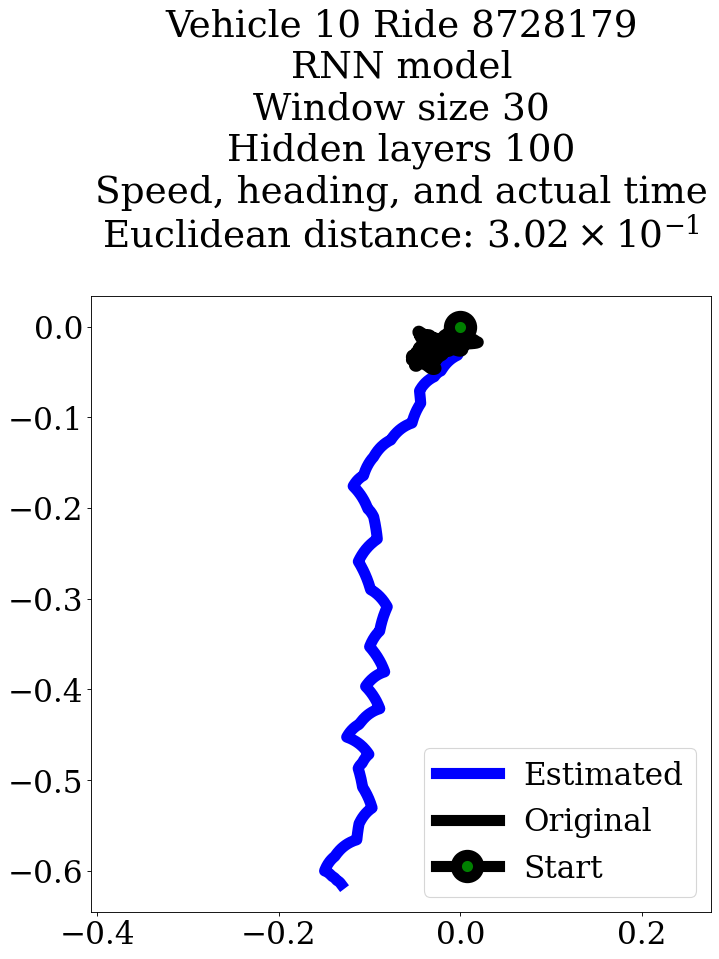 Vehicle 10 Ride 8728179
RNN model
Window size 30
Hidden layers 100
Speed, heading, and actual time
Euclidean distance: 3.02 × 10⁻¹
0.0
−0.1
−0.2
−0.3
−0.4
−0.5
−0.6
Estimated
Original
Start
−0.4 −0.2 0.0 0.2